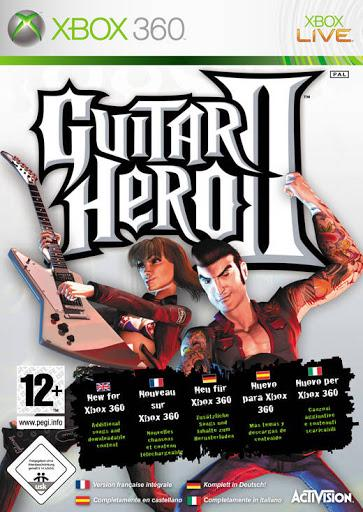 XBOX 360
XBOX
LIVE
PAL
GUITAR
HERO II
TM
12+
www.pegi.info
New for
Xbox 360
Additional
songs and
downloadable
content
Nouveau
sur
Xbox 360
Nouvelles
chansons
et contenu
téléchargeable
Neu für
Xbox 360
Zusätzliche
Songs und
Inhalte zum
Herunterladen
Nuevo
para Xbox
360
Más temas y
descargas de
contenido
Nuovo per
Xbox 360
Canzoni
aggiuntive
e contenuti
scaricabili
usk
Version française intégrale
Komplett in Deutsch!
Completamente en castellano
Completamente in Italiano
ACTIVISION